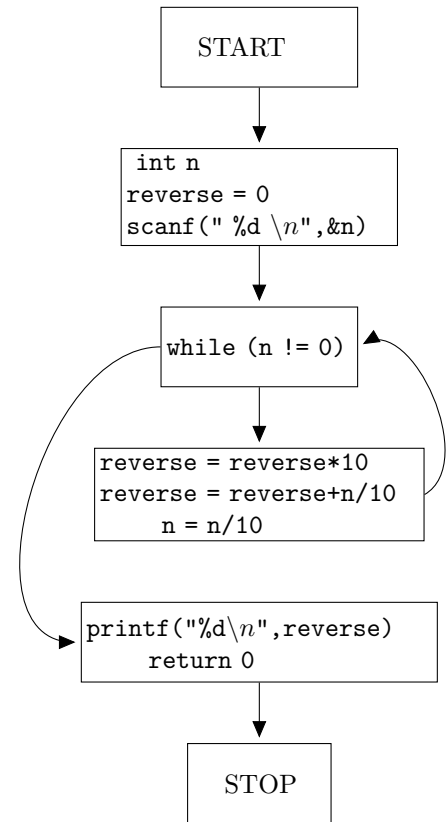 START
int n
reverse = 0
scanf(" %d \n",&n)
while (n != 0)
reverse = reverse*10
reverse = reverse+n/10
n = n/10
printf("%d\n",reverse)
return 0
STOP